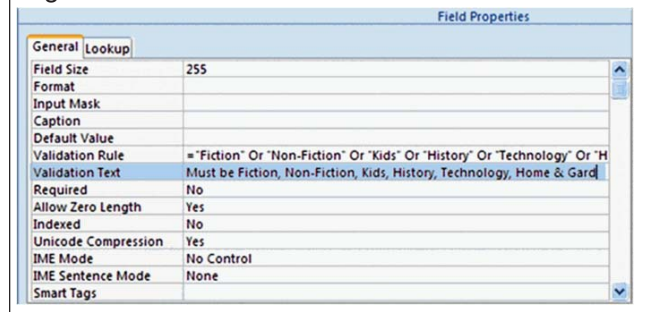 Field Properties
General Lookup
Field Size 255
Format
Input Mask
Caption
Default Value
Validation Rule ="Fiction" Or "Non-Fiction" Or "Kids" Or "History" Or "Technology" Or "H
Validation Text Must be Fiction, Non-Fiction, Kids, History, Technology, Home & Gard
Required No
Allow Zero Length Yes
Indexed No
Unicode Compression Yes
IME Mode No Control
IME Sentence Mode None
Smart Tags